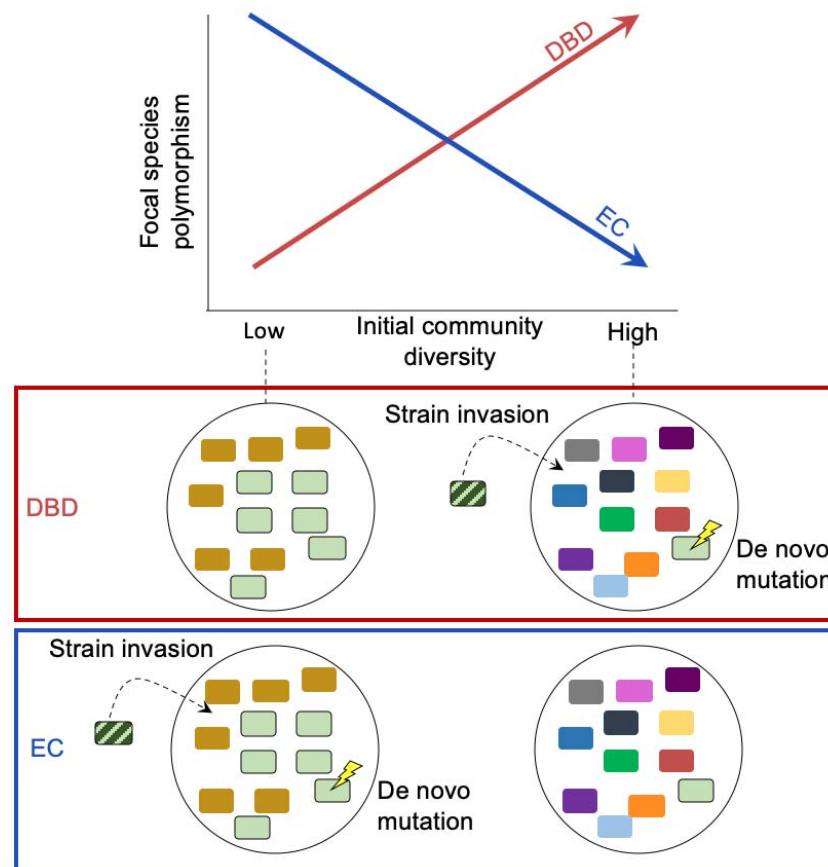 Focal species
polymorphism
DBD
EC
Low
Initial community
diversity
High
Strain invasion
DBD
De novo
mutation
Strain invasion
EC
De novo
mutation